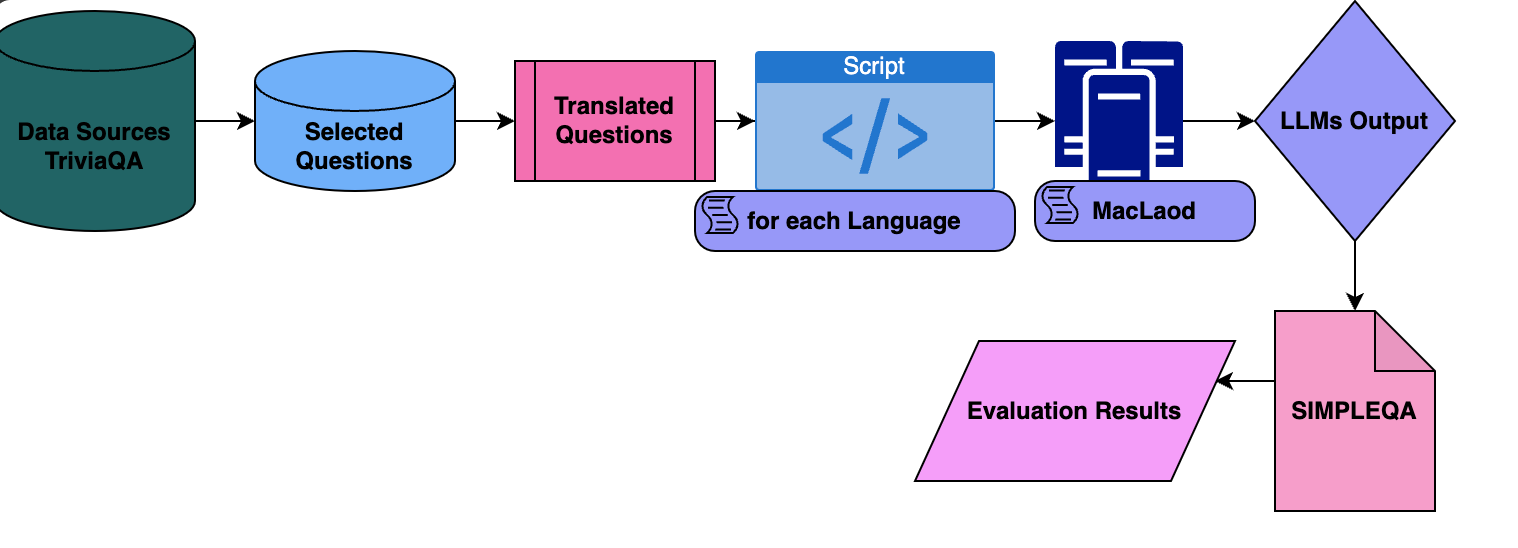 Data Sources
TriviaQA
Selected
Questions
Translated
Questions
Script
</>
for each Language
MacLaod
LLMs Output
SIMPLEQA
Evaluation Results